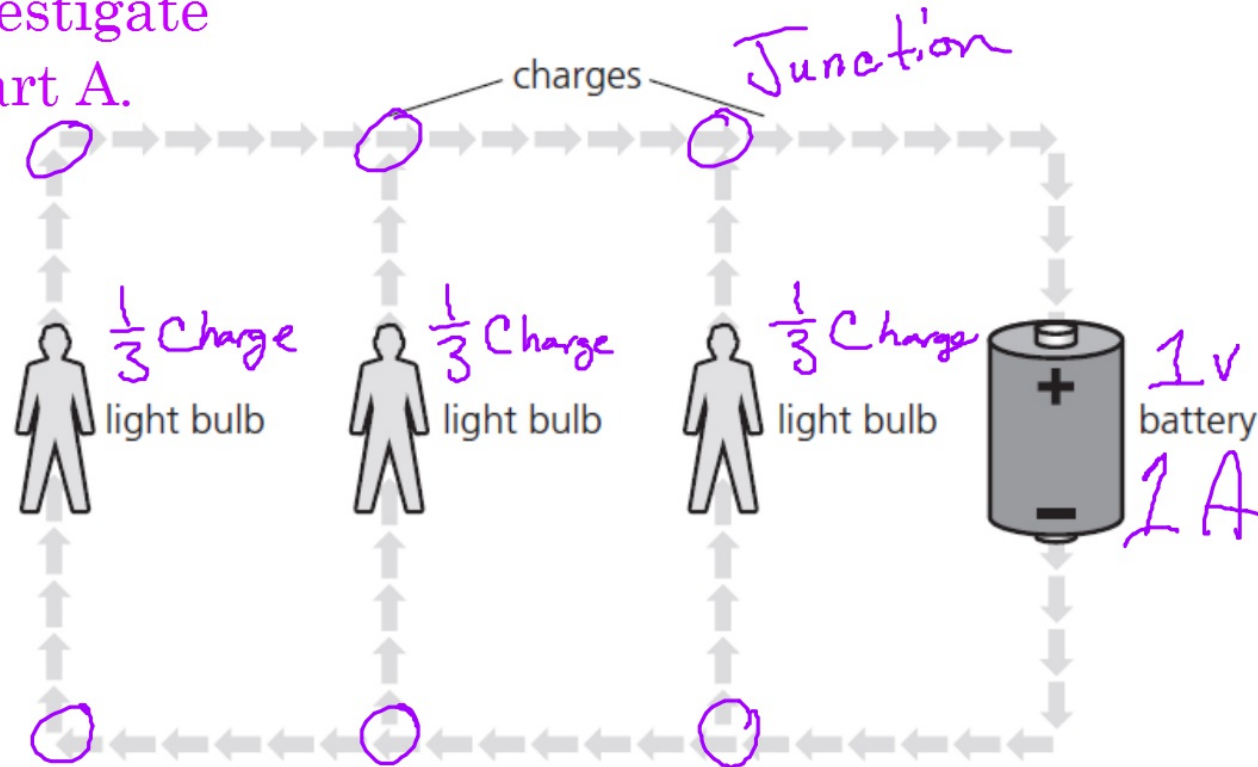 estigate
art A.
charges
Junction
1/3 Charge
1/3 Charge
1/3 Charge
1v
light bulb
light bulb
light bulb
+
battery
1 A
−